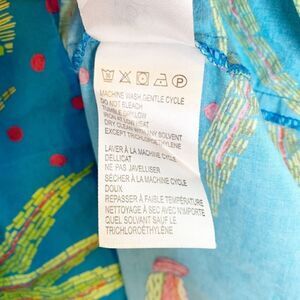 MACHINE WASH, GENTLE CYCLE
DO NOT BLEACH
TUMBLE DRY LOW
IRON AT LOW HEAT
DRY CLEAN WITH ANY SOLVENT
EXCEPT TRICHLOROETHYLENE
LAVER À LA MACHINE CYCLE
DELLICAT
NE PAS JAVELLISER
SÈCHER À LA MACHINE CYCLE
DOUX
REPASSER À FAIBLE TEMPÉRATURE
NETTOYAGE À SEC AVEC N'IMPORTE
QUEL SOLVANT SAUF LE
TRICHLOROÉTHYLÈNE